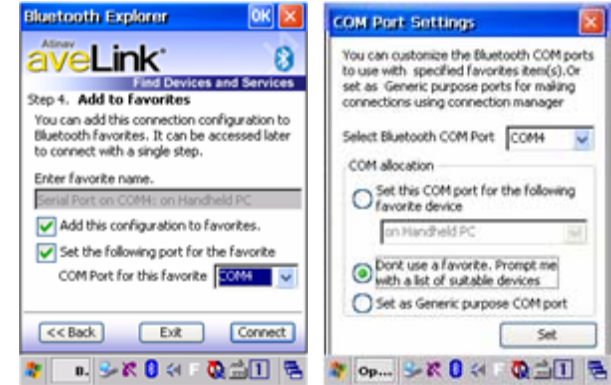 Bluetooth Explorer OK
Atinav
aveLink
Find Devices and Services
Step 4. Add to favorites
You can add this connection configuration to
Bluetooth favorites. It can be accessed later
to connect with a single step.
Enter favorite name.
Serial Port on COM4: on Handheld PC
Add this configuration to favorites.
Set the following port for the favorite
COM Port for this favorite COM4
<< Back Exit Connect
B.. 1
COM Port Settings
You can customize the Bluetooth COM ports
to use with specified favorites item(s).Or
set as Generic purpose ports for making
connections using connection manager
Select Bluetooth COM Port COM4
COM allocation
Set this COM port for the following
favorite device
on Handheld PC
Dont use a favorite. Prompt me
with a list of suitable devices
Set as Generic purpose COM port
Set
Op... 1